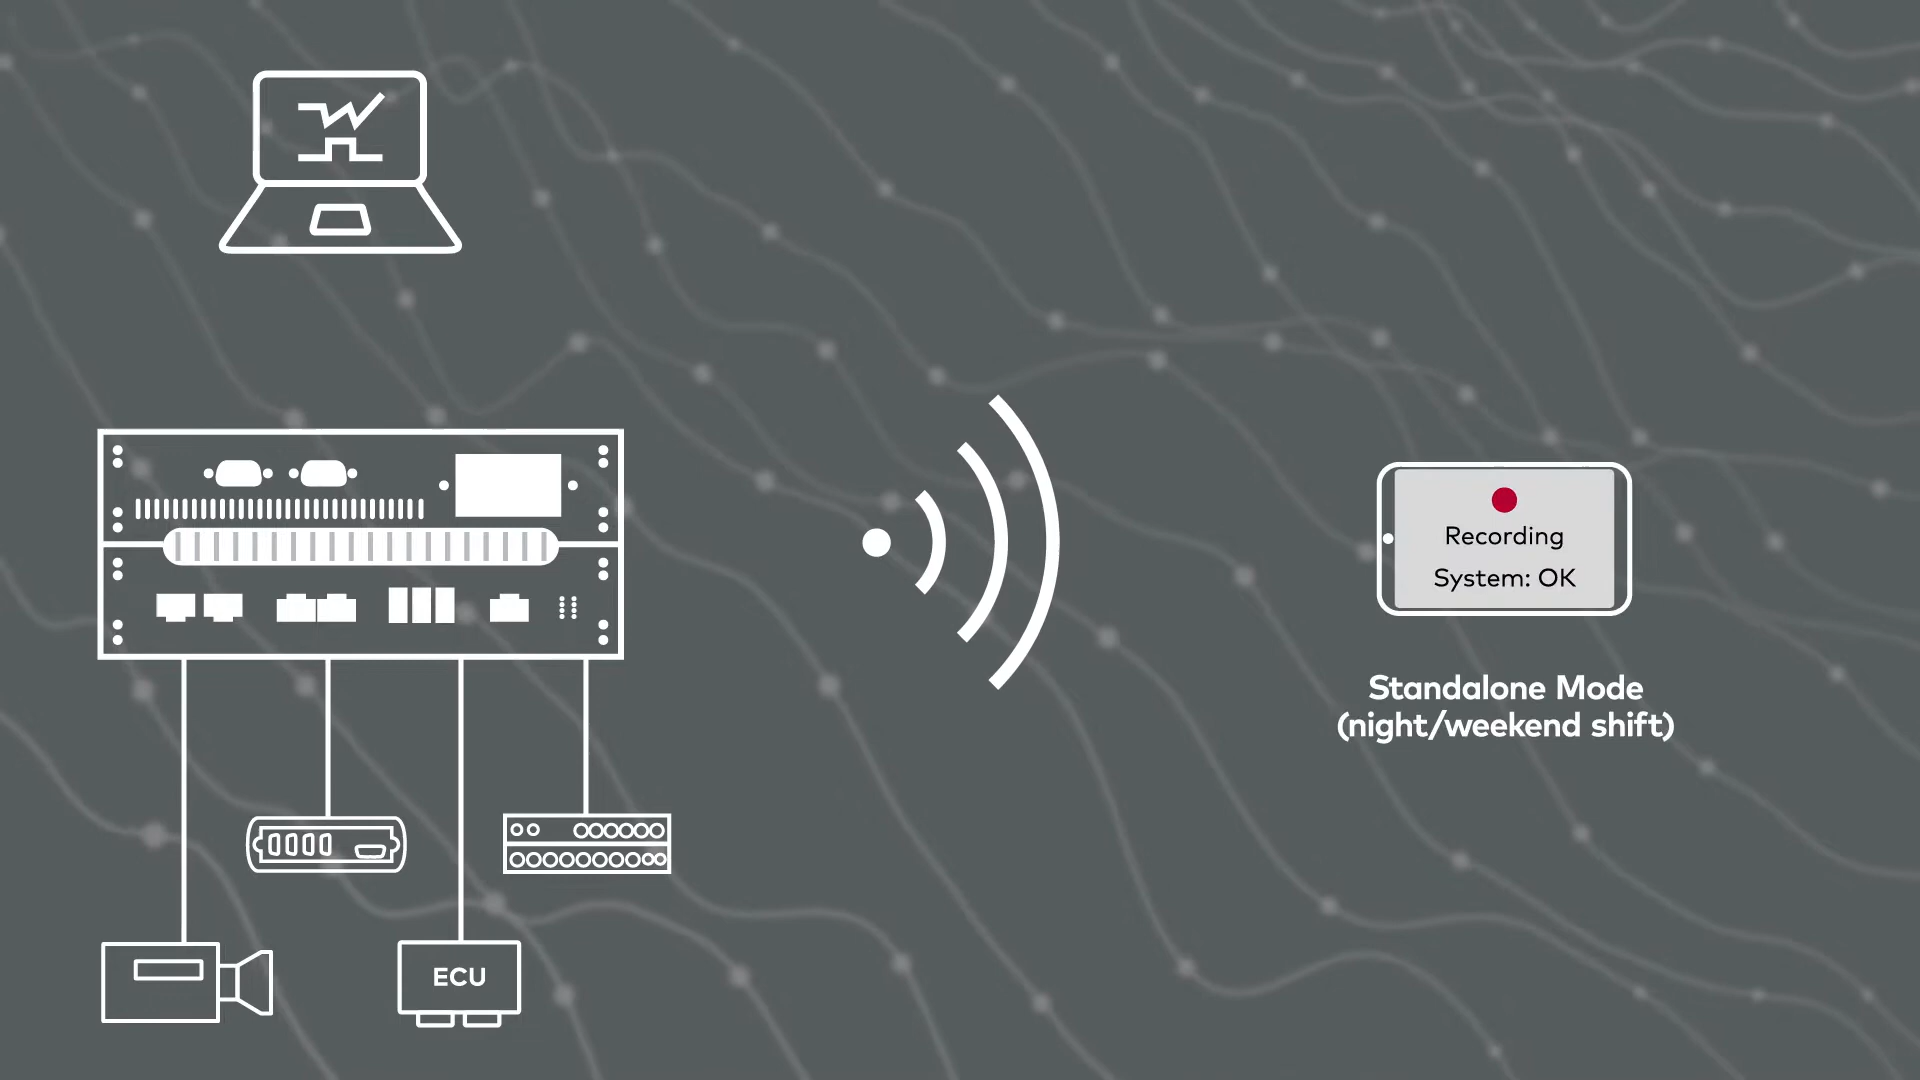 Recording
System: OK
Standalone Mode
(night/weekend shift)
ECU